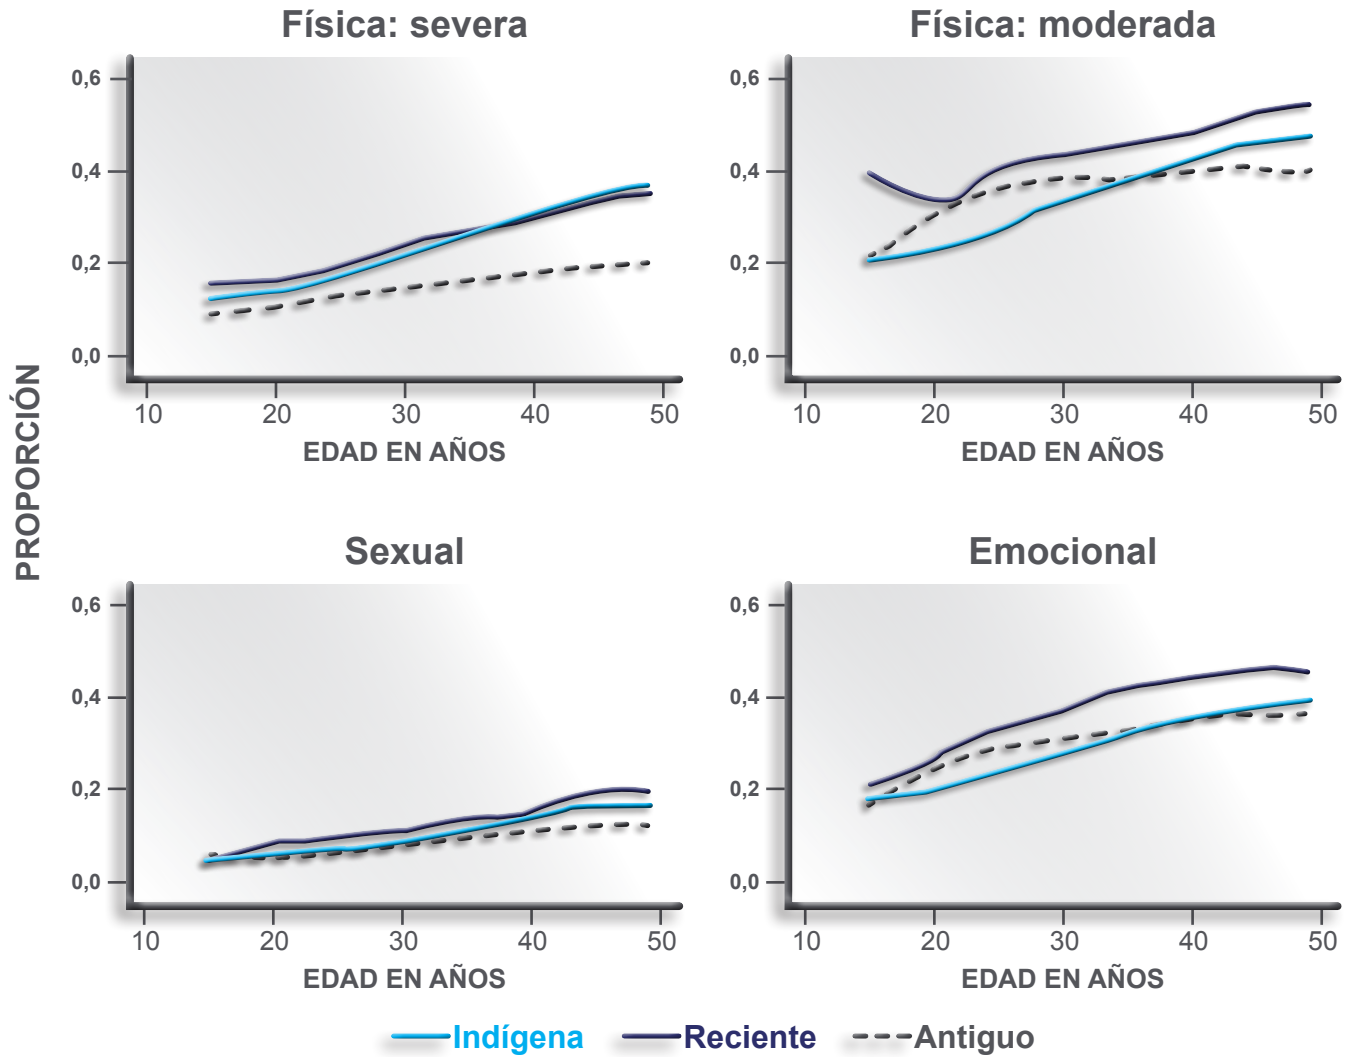 Física: severa
0,6
0,4
0,2
0,0
10 20 30 40 50
EDAD EN AÑOS
Física: moderada
0,6
0,4
0,2
0,0
10 20 30 40 50
EDAD EN AÑOS
PROPORCIÓN
Sexual
0,6
0,4
0,2
0,0
10 20 30 40 50
EDAD EN AÑOS
Emocional
0,6
0,4
0,2
0,0
10 20 30 40 50
EDAD EN AÑOS
Indígena Reciente Antiguo